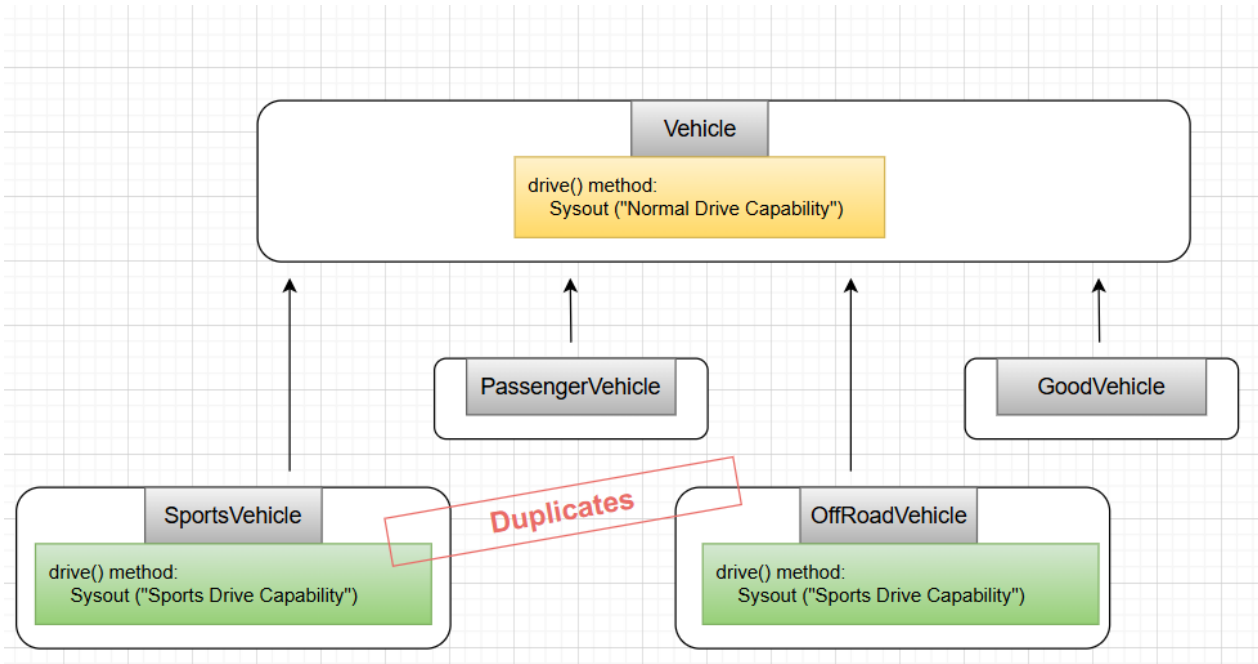 Vehicle
drive() method:
Sysout ("Normal Drive Capability")
PassengerVehicle
GoodVehicle
Duplicates
SportsVehicle
drive() method:
Sysout ("Sports Drive Capability")
OffRoadVehicle
drive() method:
Sysout ("Sports Drive Capability")